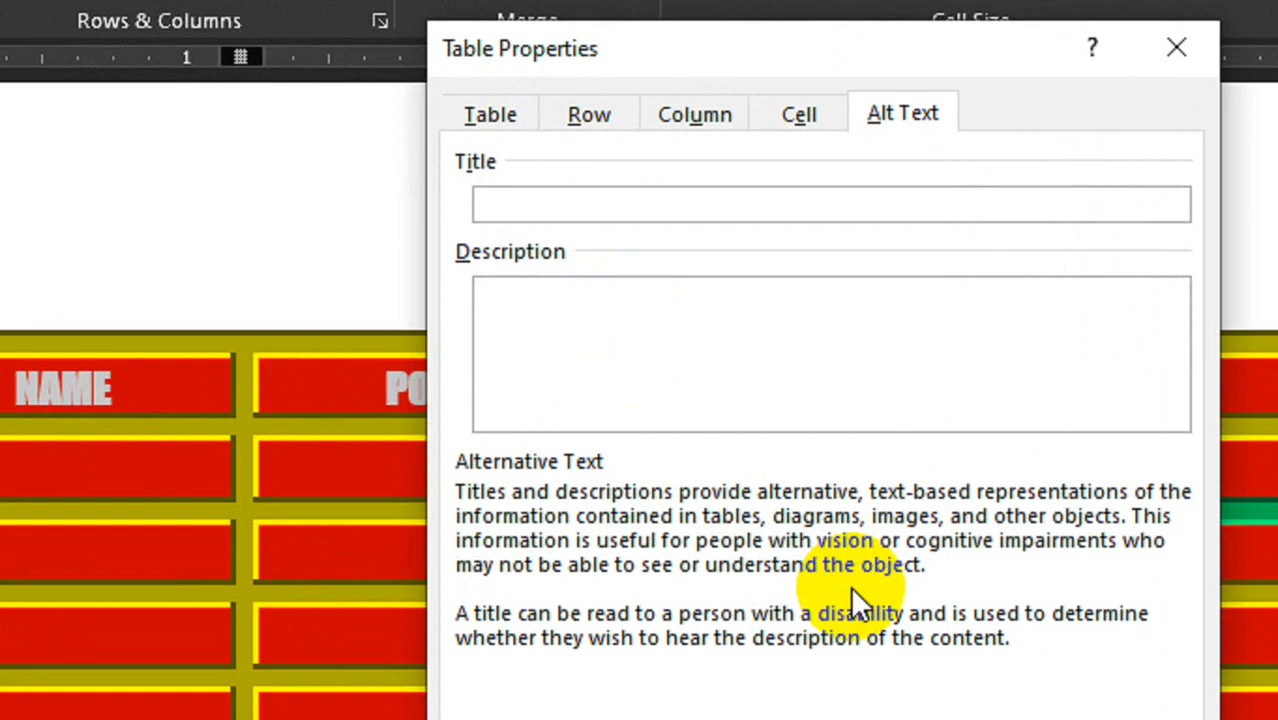 Rows & Columns
Merge
Cell Size
1
Table Properties
?
Table
Row
Column
Cell
Alt Text
Title
Description
NAME
PO
Alternative Text
Titles and descriptions provide alternative, text-based representations of the
information contained in tables, diagrams, images, and other objects. This
information is useful for people with vision or cognitive impairments who
may not be able to see or understand the object.
A title can be read to a person with a disability and is used to determine
whether they wish to hear the description of the content.